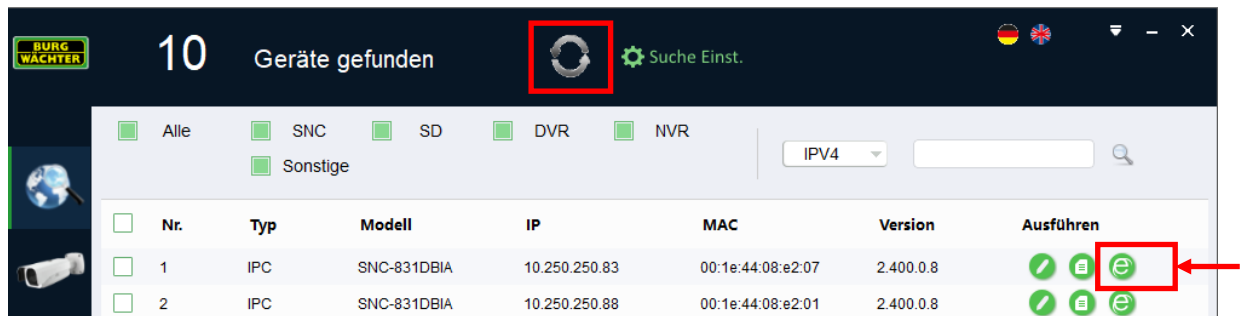 BURG
WÄCHTER
10 Geräte gefunden Suche Einst.
Alle SNC SD DVR NVR
Sonstige
IPV4
Nr. Typ Modell IP MAC Version Ausführen
1 IPC SNC-831DBIA 10.250.250.83 00:1e:44:08:e2:07 2.400.0.8
2 IPC SNC-831DBIA 10.250.250.88 00:1e:44:08:e2:01 2.400.0.8